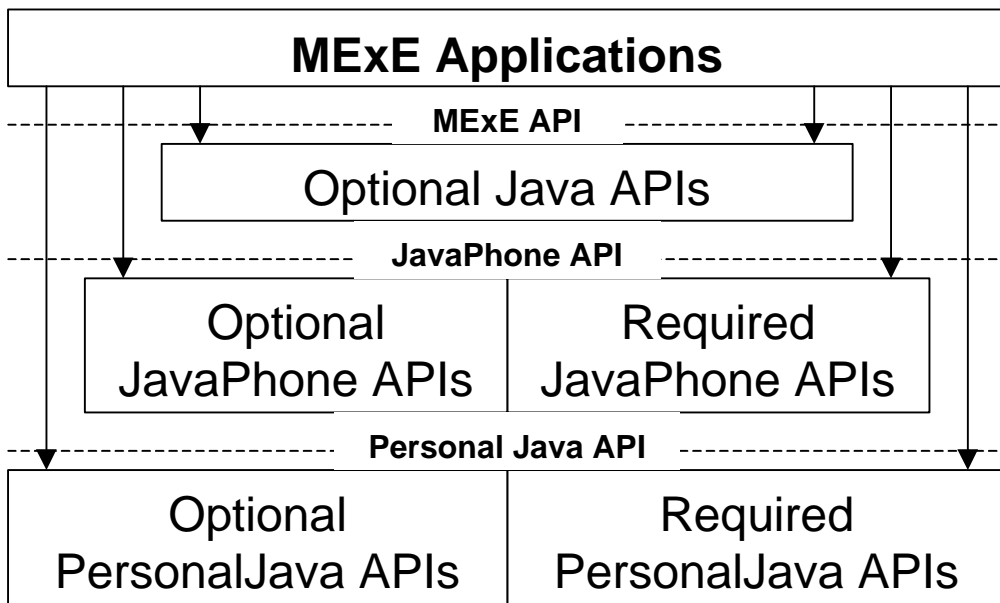 MExE Applications
MExE API
Optional Java APIs
JavaPhone API
Optional
JavaPhone APIs
Required
JavaPhone APIs
Personal Java API
Optional
PersonalJava APIs
Required
PersonalJava APIs